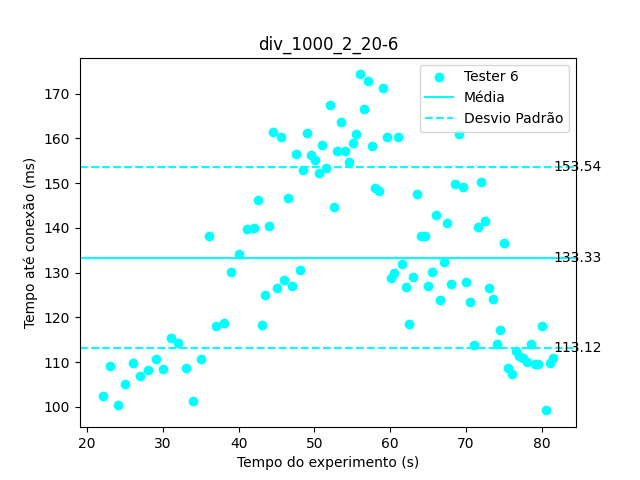 div_1000_2_20-6
Tester 6
Média
Desvio Padrão
170
160
150
140
130
120
110
100
153.54
133.33
113.12
Tempo até conexão (ms)
20 30 40 50 60 70 80
Tempo do experimento (s)